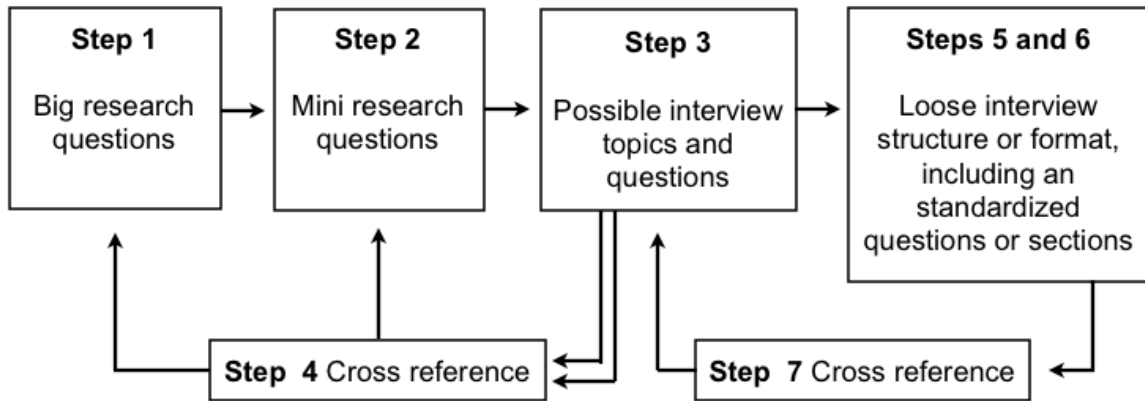 Step 1
Big research
questions
Step 2
Mini research
questions
Step 3
Possible interview
topics and
questions
Steps 5 and 6
Loose interview
structure or format,
including an
standardized
questions or sections
Step 4 Cross reference
Step 7 Cross reference